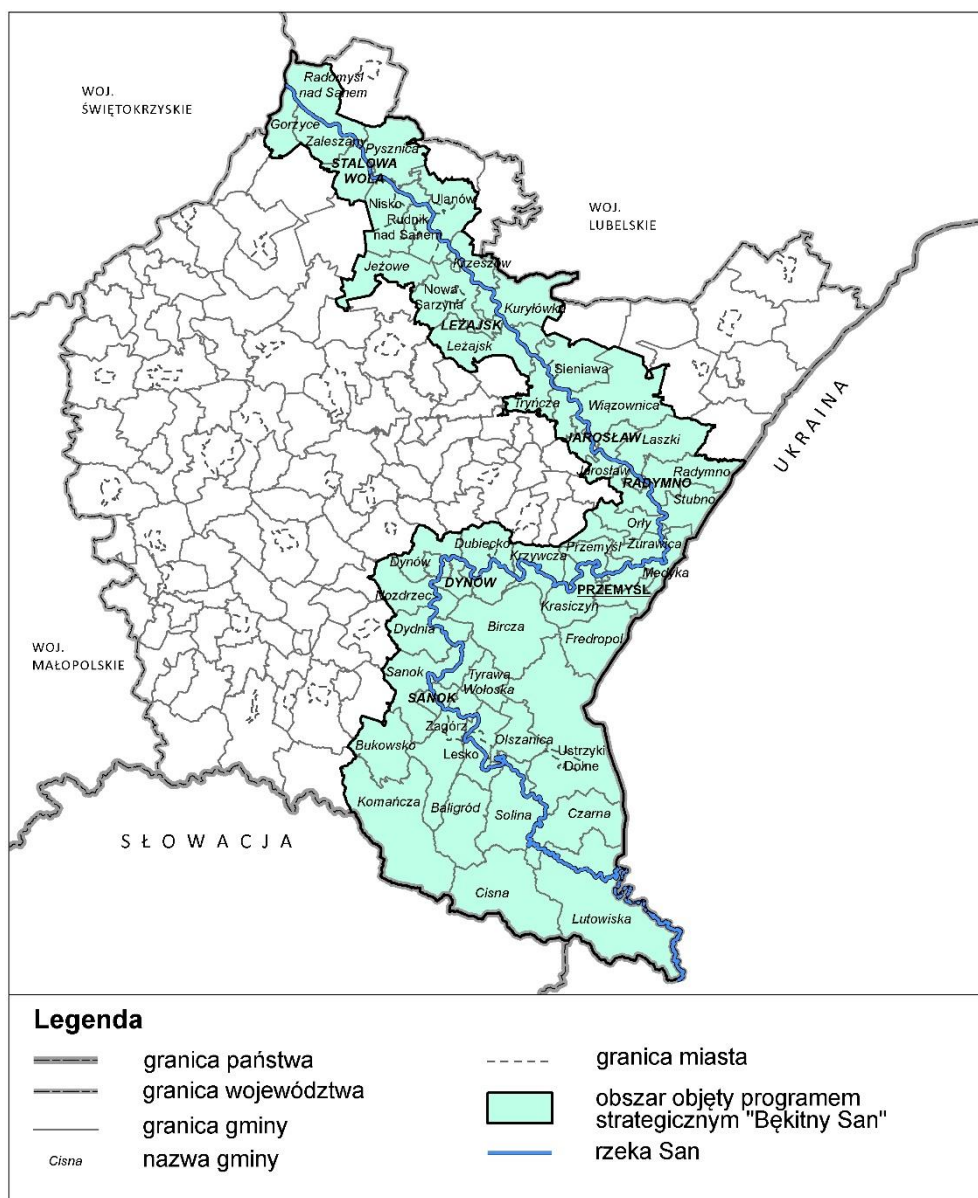 WOJ.
ŚWIĘTOKRZYSKIE
Radomyśl
nad Sanem
Gorzyce
Zaleszany
Pysznica
STALOWA
WOLA
Nisko
Ulanów
Rudnik
nad Sanem
WOJ.
LUBELSKIE
Jeżowe
Krzeszów
Nowa
Sarzyna
Kuryłówka
LEŻAJSK
Leżajsk
Sieniawa
Tryńcza
Wiązownica
JAROSŁAW
Laszki
Jarosław
Radymno
RADYMNO
Stubno
UKRAINA
Orły
Dubiecko
Krzywcza
Przemyśl
Żurawica
Dynów
DYNÓW
Medyka
Nozdrzec
PRZEMYŚL
Krasiczyn
Dydnia
Bircza
Fredropol
WOJ.
MAŁOPOLSKIE
Sanok
Tyrawa
Wołoska
SANOK
Zagórz
Olszanica
Bukowsko
Lesko
Ustrzyki
Dolne
Komańcza
Baligród
Solina
Czarna
SŁOWACJA
Cisna
Lutowiska
Legenda
granica państwa
granica województwa
granica gminy
Cisna nazwa gminy
granica miasta
obszar objęty programem
strategicznym "Bękitny San"
rzeka San